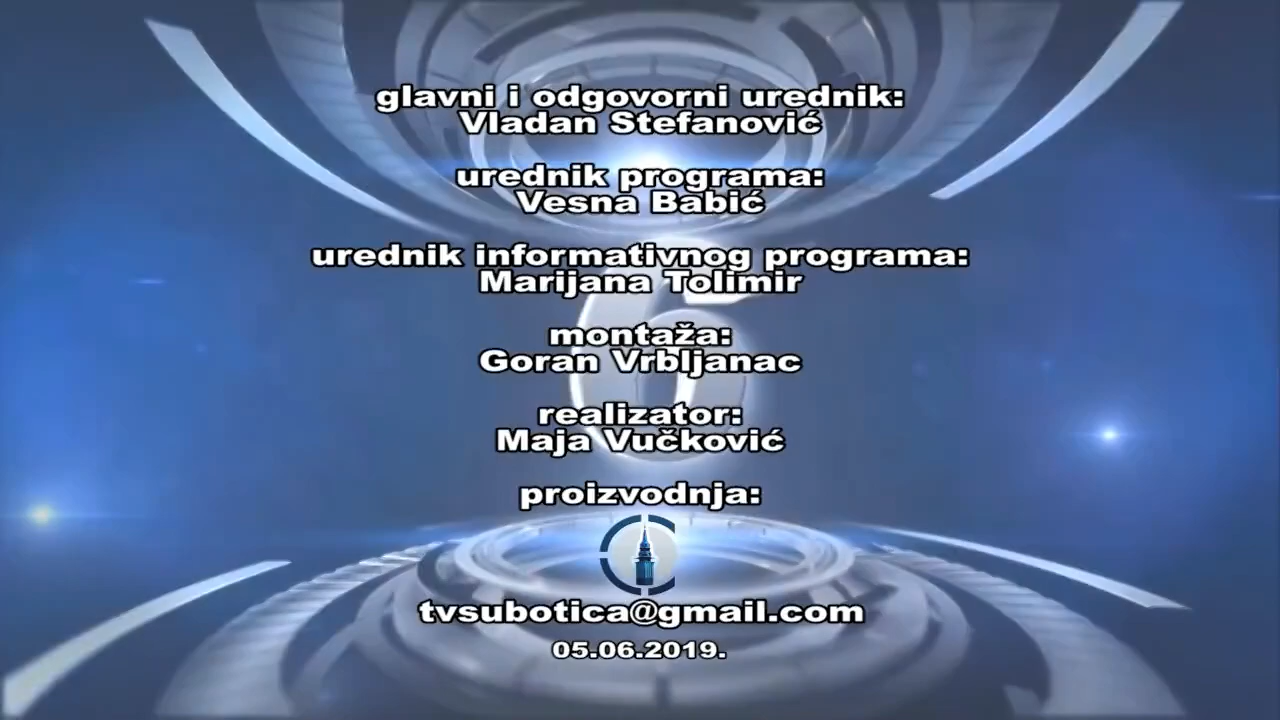 glavni i odgovorni urednik:
Vladan Stefanović
urednik programa:
Vesna Babić
urednik informativnog programa:
Marijana Tolimir
montaža:
Goran Vrbljanac
realizator:
Maja Vučković
proizvodnja:
tvsubotica@gmail.com
05.06.2019.
6